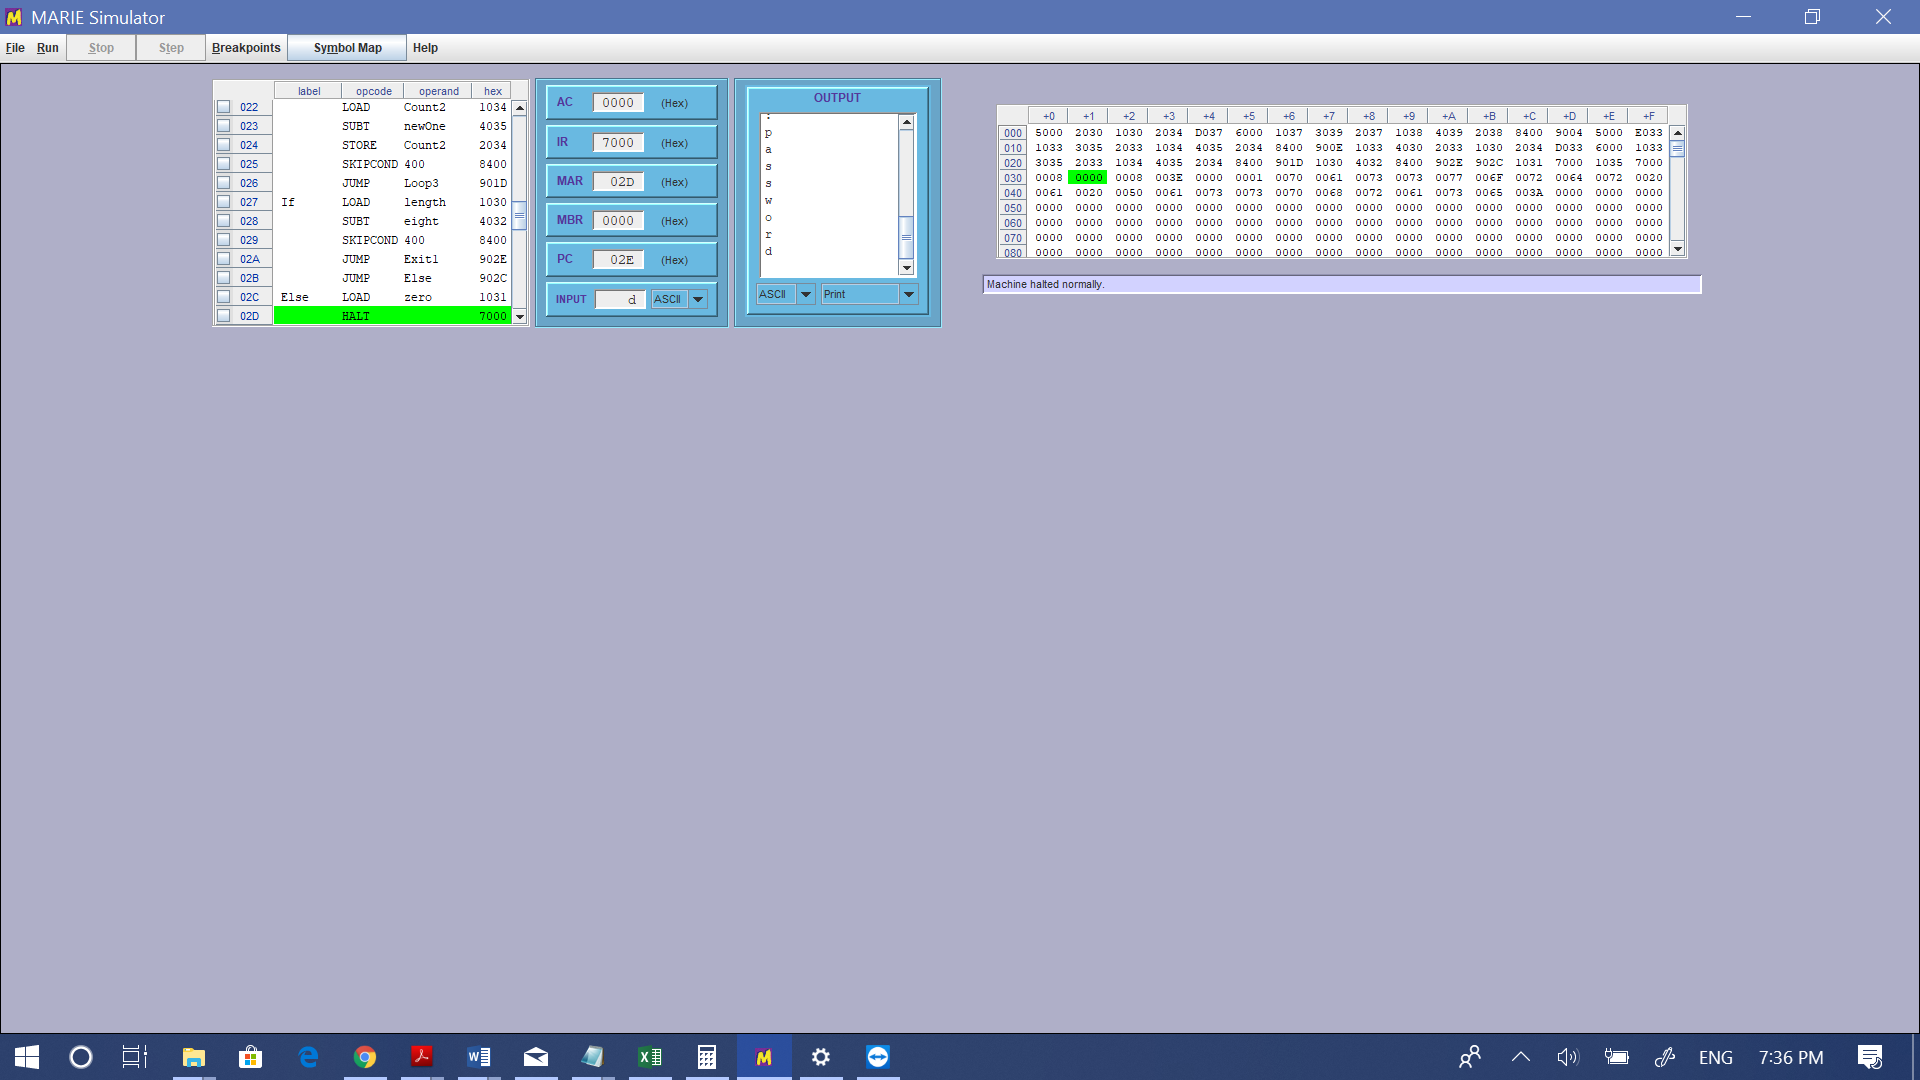 MARIE Simulator
File Run Stop Step Breakpoints Symbol Map Help
label opcode operand hex
022 LOAD Count2 1034
023 SUBT newOne 4035
024 STORE Count2 2034
025 SKIPCOND 400 8400
026 JUMP Loop3 901D
027 If LOAD length 1030
028 SUBT eight 4032
029 SKIPCOND 400 8400
02A JUMP Exit1 902E
02B JUMP Else 902C
02C Else LOAD zero 1031
02D HALT 7000
AC 0000 (Hex)
IR 7000 (Hex)
MAR 02D (Hex)
MBR 0000 (Hex)
PC 02E (Hex)
INPUT d ASCII
OUTPUT
:
p
a
s
s
w
o
r
d
ASCII Print
+0 +1 +2 +3 +4 +5 +6 +7 +8 +9 +A +B +C +D +E +F
000 5000 2030 1030 2034 D037 6000 1037 3039 2037 1038 4039 2038 8400 9004 5000 E033
010 1033 3035 2033 1034 4035 2034 8400 900E 1033 4030 2033 1030 2034 D033 6000 1033
020 3035 2033 1034 4035 2034 8400 901D 1030 4032 8400 902E 902C 1031 7000 1035 7000
030 0008 0000 0008 003E 0000 0001 0070 0061 0073 0073 0077 006F 0072 0064 0072 0020
040 0061 0020 0050 0061 0073 0073 0070 0068 0072 0061 0073 0065 003A 0000 0000 0000
050 0000 0000 0000 0000 0000 0000 0000 0000 0000 0000 0000 0000 0000 0000 0000 0000
060 0000 0000 0000 0000 0000 0000 0000 0000 0000 0000 0000 0000 0000 0000 0000 0000
070 0000 0000 0000 0000 0000 0000 0000 0000 0000 0000 0000 0000 0000 0000 0000 0000
080 0000 0000 0000 0000 0000 0000 0000 0000 0000 0000 0000 0000 0000 0000 0000 0000
Machine halted normally.
ENG 7:36 PM